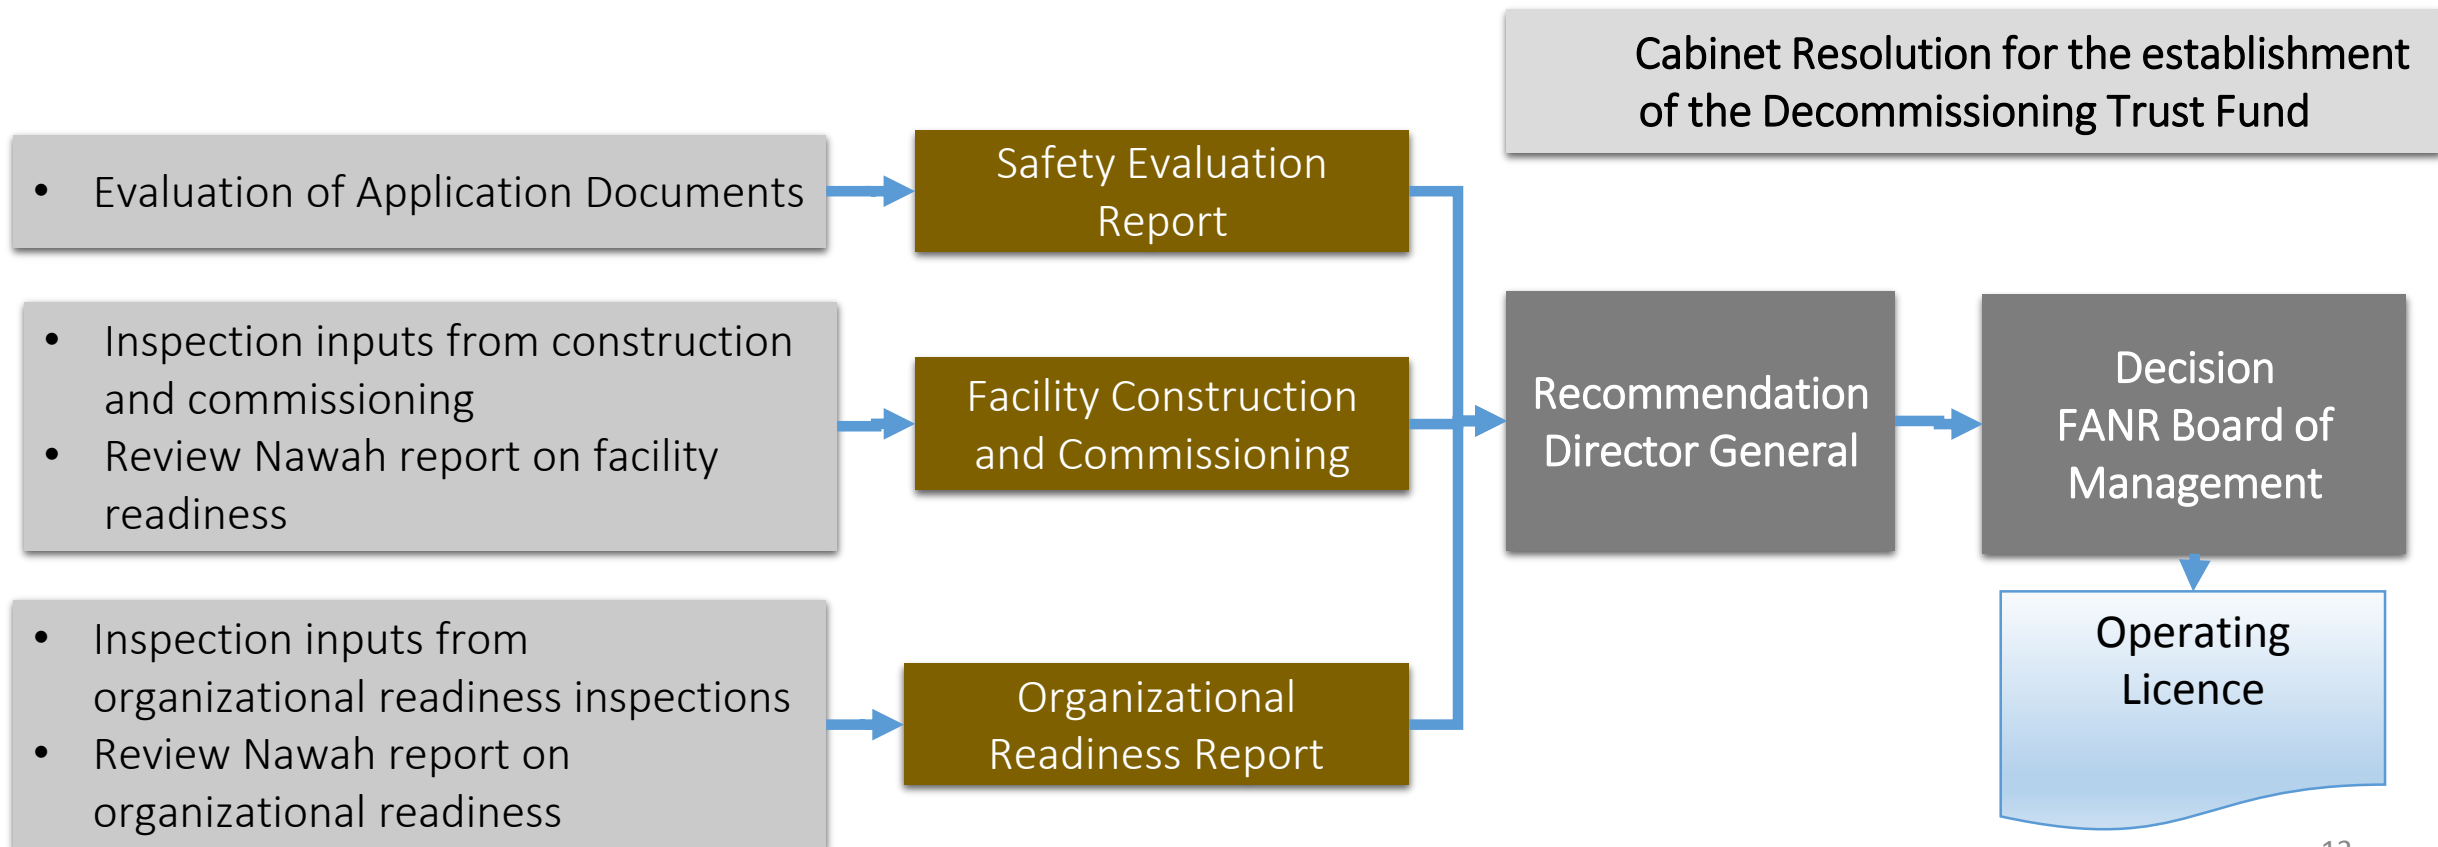 Cabinet Resolution for the establishment
of the Decommissioning Trust Fund
• Evaluation of Application Documents
Safety Evaluation
Report
• Inspection inputs from construction
and commissioning
• Review Nawah report on facility
readiness
Facility Construction
and Commissioning
Recommendation
Director General
Decision
FANR Board of
Management
• Inspection inputs from
organizational readiness inspections
• Review Nawah report on
organizational readiness
Organizational
Readiness Report
Operating
Licence